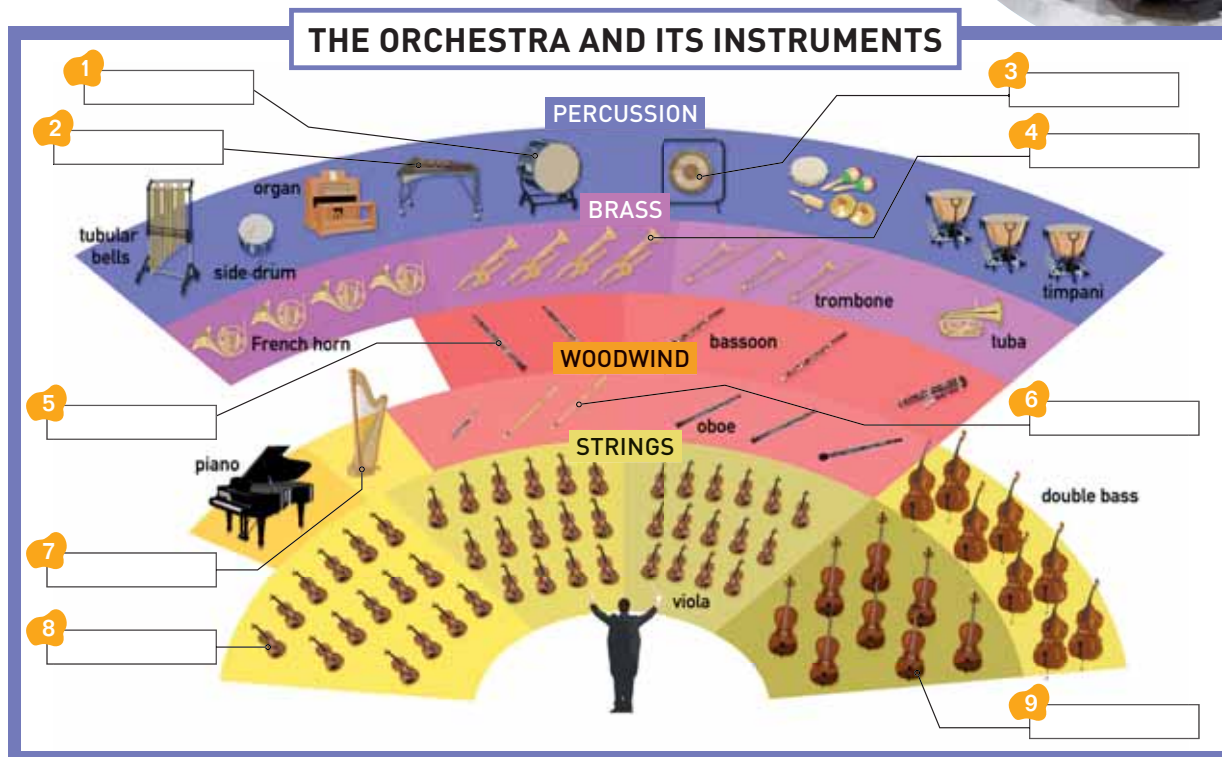 THE ORCHESTRA AND ITS INSTRUMENTS
1
2
3
4
PERCUSSION
organ
tubular
bells
side drum
BRASS
timpani
trombone
tuba
French horn
bassoon
WOODWIND
5
6
oboe
STRINGS
piano
double bass
7
viola
8
9